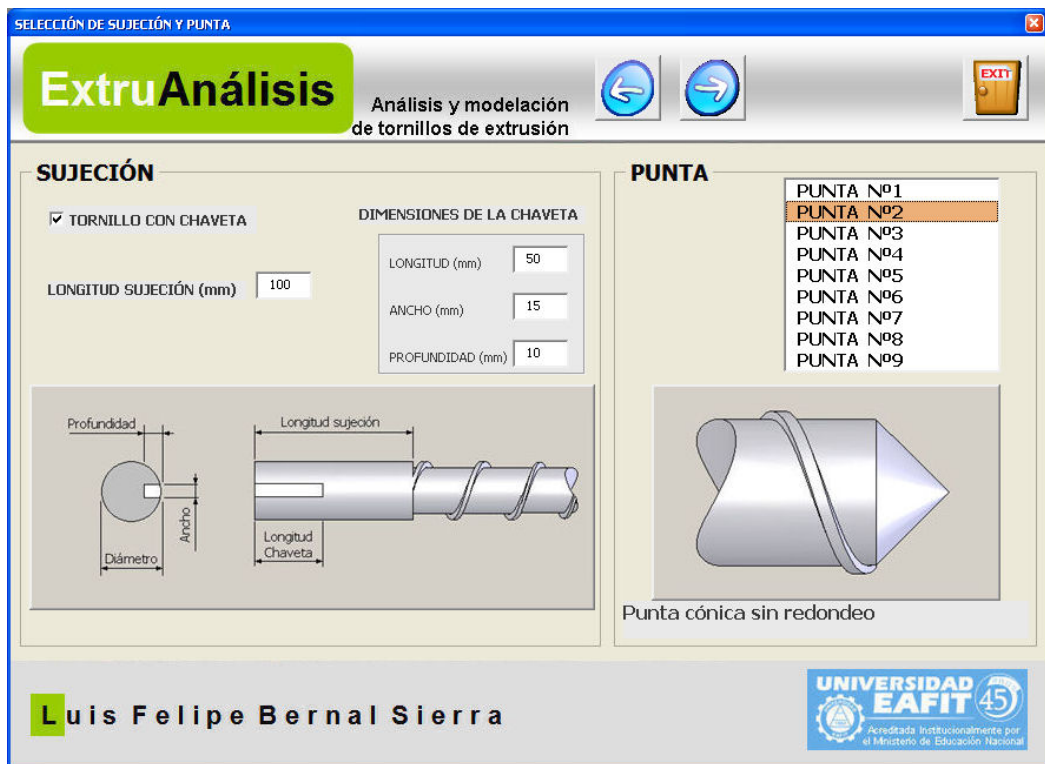 SELECCIÓN DE SUJECIÓN Y PUNTA
ExtruAnálisis
Análisis y modelación
de tornillos de extrusión
EXIT
SUJECIÓN
TORNILLO CON CHAVETA
LONGITUD SUJECIÓN (mm) 100
DIMENSIONES DE LA CHAVETA
LONGITUD (mm) 50
ANCHO (mm) 15
PROFUNDIDAD (mm) 10
Profundidad
Longitud sujeción
Ancho
Diámetro
Longitud
Chaveta
PUNTA
PUNTA Nº1
PUNTA Nº2
PUNTA Nº3
PUNTA Nº4
PUNTA Nº5
PUNTA Nº6
PUNTA Nº7
PUNTA Nº8
PUNTA Nº9
Punta cónica sin redondeo
Luis Felipe Bernal Sierra
UNIVERSIDAD
EAFIT 45
Acreditada Institucionalmente por
el Ministerio de Educación Nacional